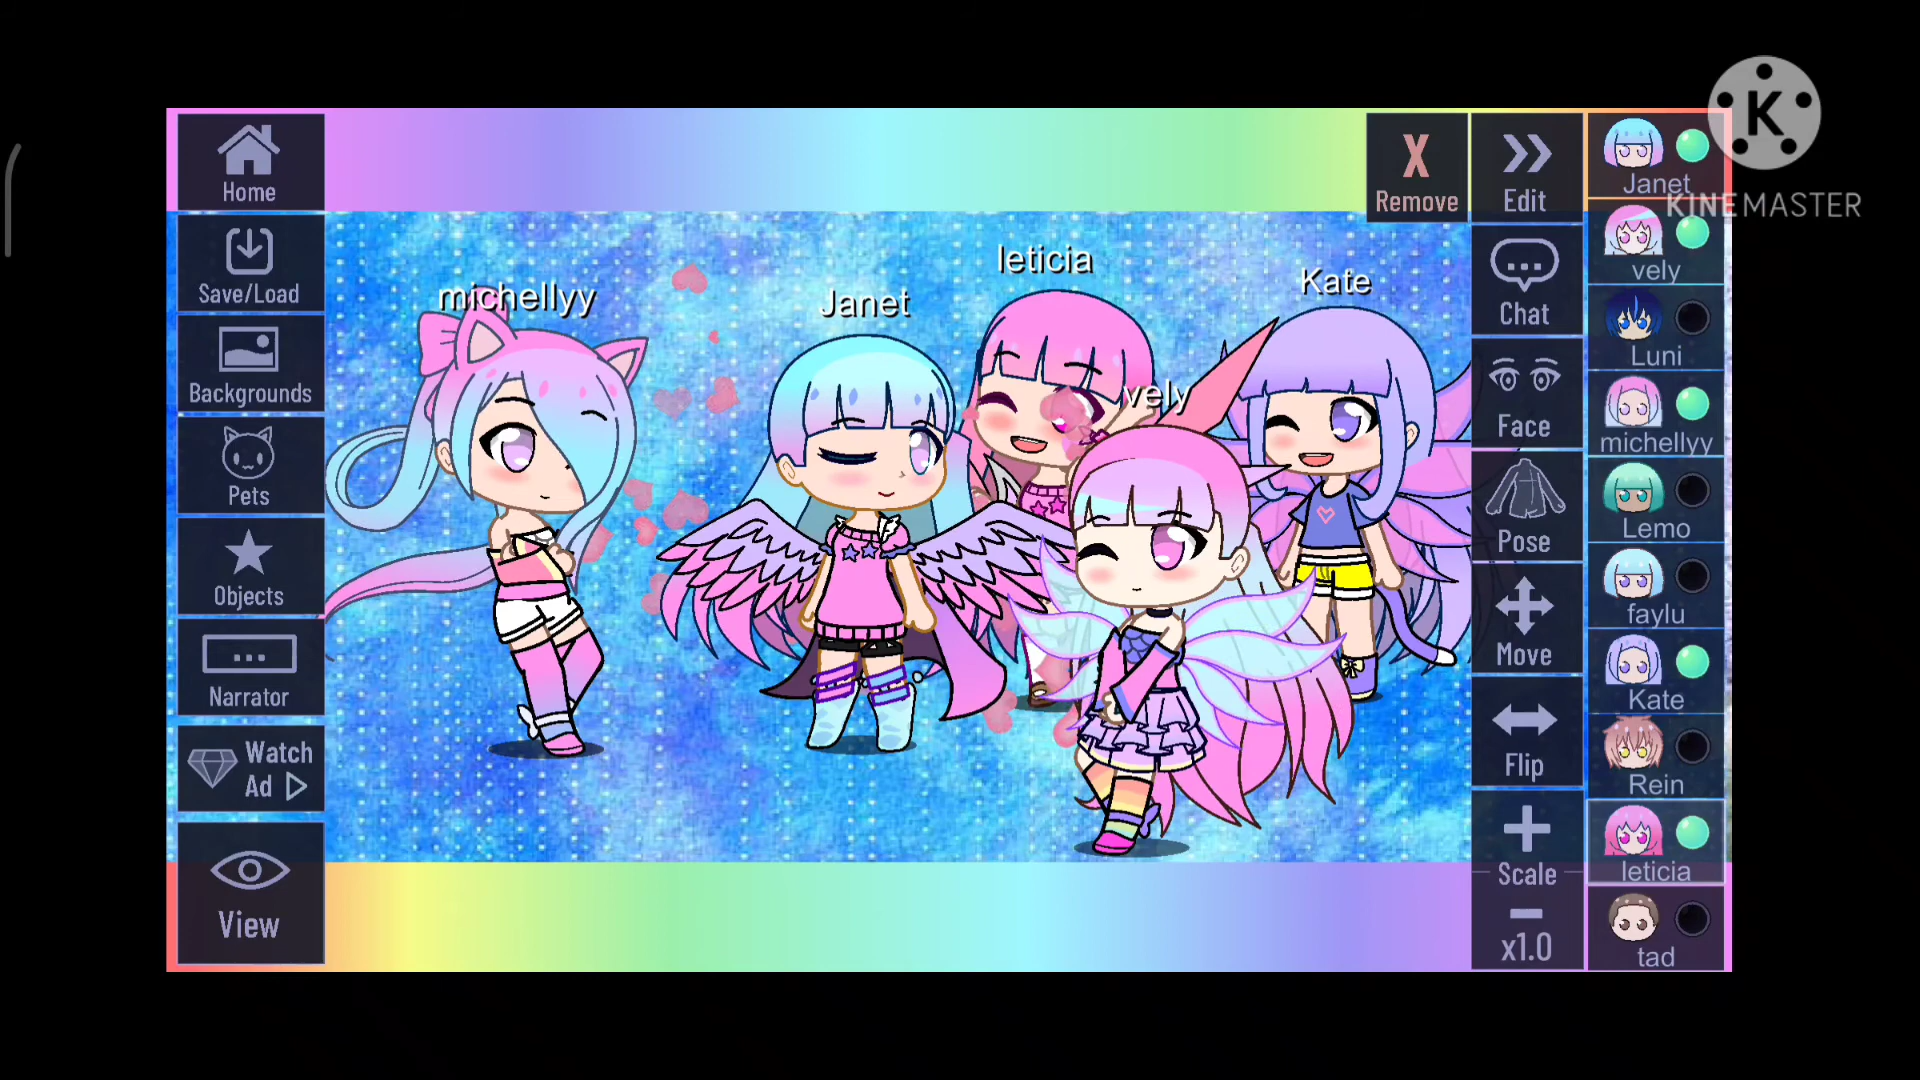 Home
Save/Load
Backgrounds
Pets
Objects
...
Narrator
Watch
Ad
View
michellyy
Janet
leticia
vely
Kate
X
Remove
Edit
...
Chat
Face
Pose
Move
Flip
Scale
x1.0
Janet
vely
Luni
michellyy
Lemo
faylu
Kate
Rein
leticia
tad
K
KINEMASTER